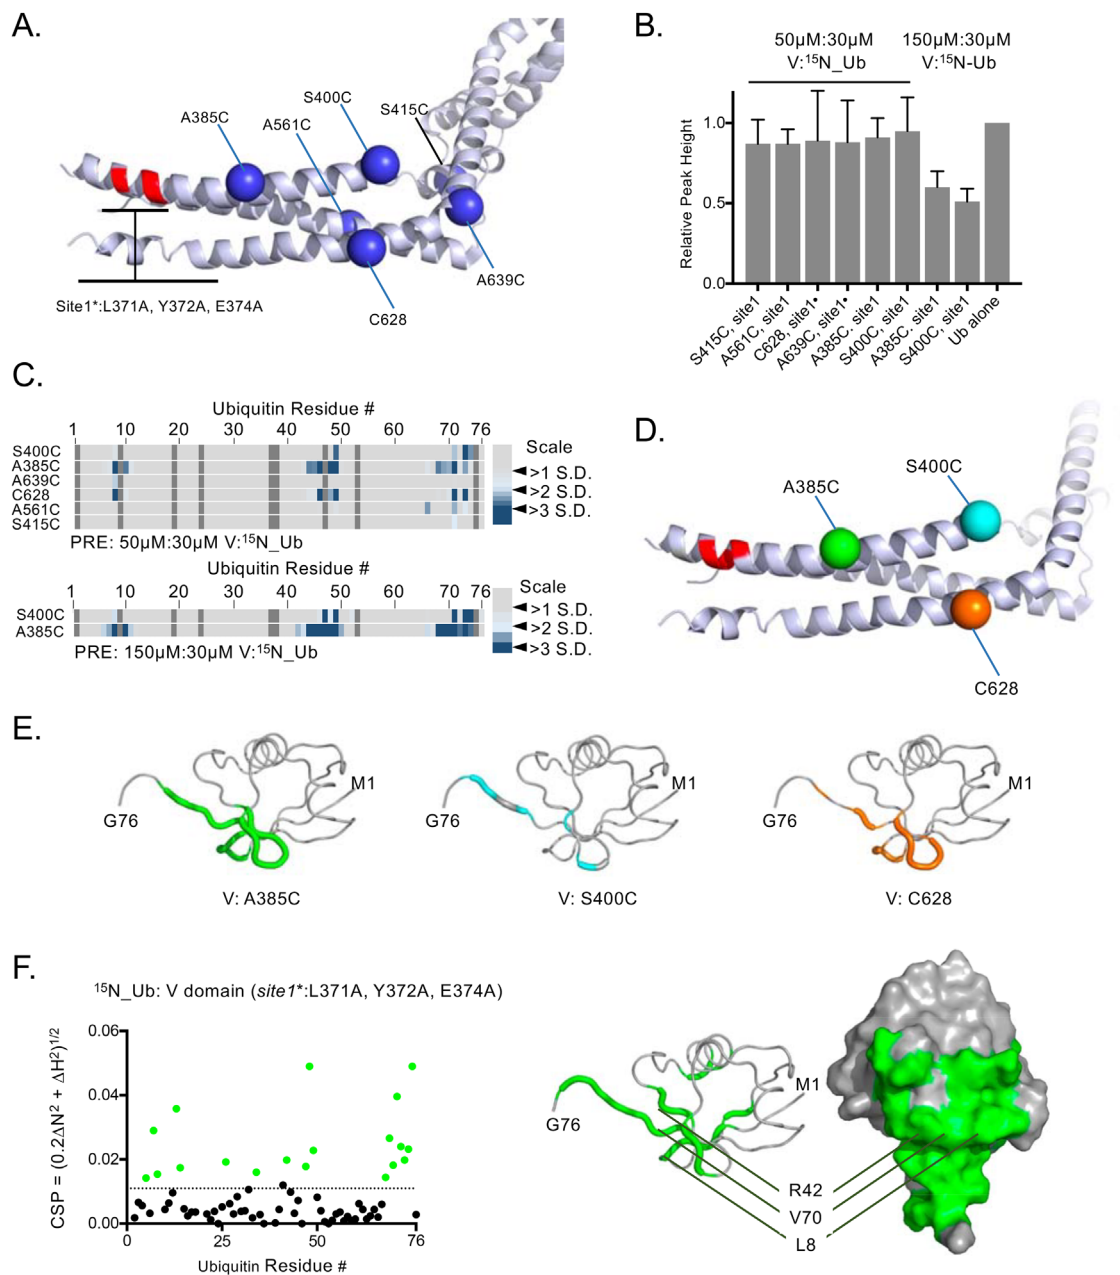 A.
A385C
A561C
S400C
S415C
A639C
C628
Site1*:L371A, Y372A, E374A
B.
50µM:30µM
V:¹⁵N_Ub
150µM:30µM
V:¹⁵N-Ub
Relative Peak Height
1.0
0.5
0.0
S415C, site1
A561C, site1
C628, site1•
A639C, site1•
A385C. site1
S400C, site1
A385C. site1
S400C, site1
Ub alone
C.
Ubiquitin Residue #
1 10 20 30 40 50 60 70 76
S400C
A385C
A639C
C628
A561C
S415C
Scale
>1 S.D.
>2 S.D.
>3 S.D.
PRE: 50µM:30µM V:¹⁵N_Ub
Ubiquitin Residue #
1 10 20 30 40 50 60 70 76
S400C
A385C
Scale
>1 S.D.
>2 S.D.
>3 S.D.
PRE: 150µM:30µM V:¹⁵N_Ub
D.
A385C
S400C
C628
E.
G76
M1
V: A385C
G76
M1
V: S400C
G76
M1
V: C628
F.
¹⁵N_Ub: V domain (site1*:L371A, Y372A, E374A)
CSP = (0.2ΔN² + ΔH²)¹/²
0.06
0.04
0.02
0.00
0 25 50 76
Ubiquitin Residue #
G76
M1
R42
V70
L8